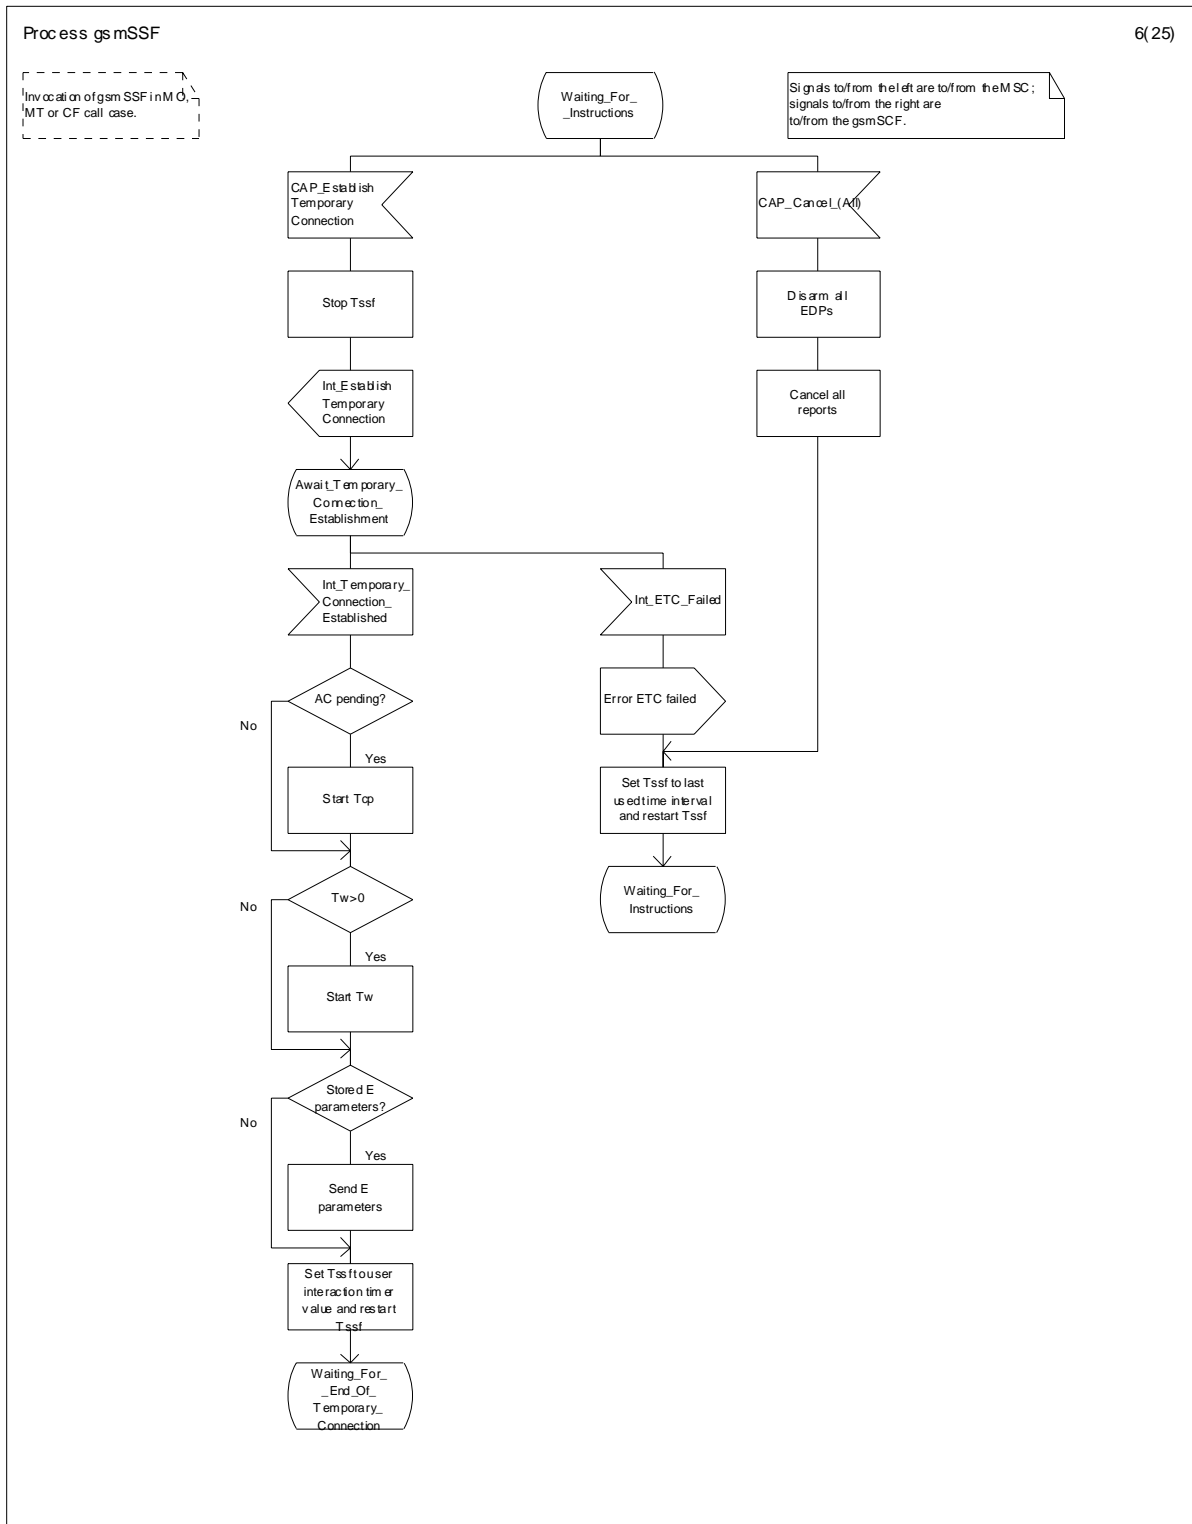 Process gsmSSF
6(25)
Invocation of gsmSSF in MO,
MT or CF call case.
Waiting_For_
_Instructions
Signals to/from the left are to/from the MSC;
signals to/from the right are
to/from the gsmSCF.
CAP_Establish
Temporary
Connection
CAP_Cancel_(All)
Stop Tssf
Disarm all
EDPs
Int_Establish
Temporary
Connection
Cancel all
reports
Await_Temporary_
Connection_
Establishment
Int_Temporary_
Connection_
Established
Int_ETC_Failed
AC pending?
Error ETC failed
No
Yes
Start Tcp
Set Tssf to last
used time interval
and restart Tssf
Tw>0
No
Waiting_For_
Instructions
Yes
Start Tw
Stored E
parameters?
No
Yes
Send E
parameters
Set Tssf to user
interaction timer
value and restart
Tssf
Waiting_For_
_End_Of_
Temporary_
Connection